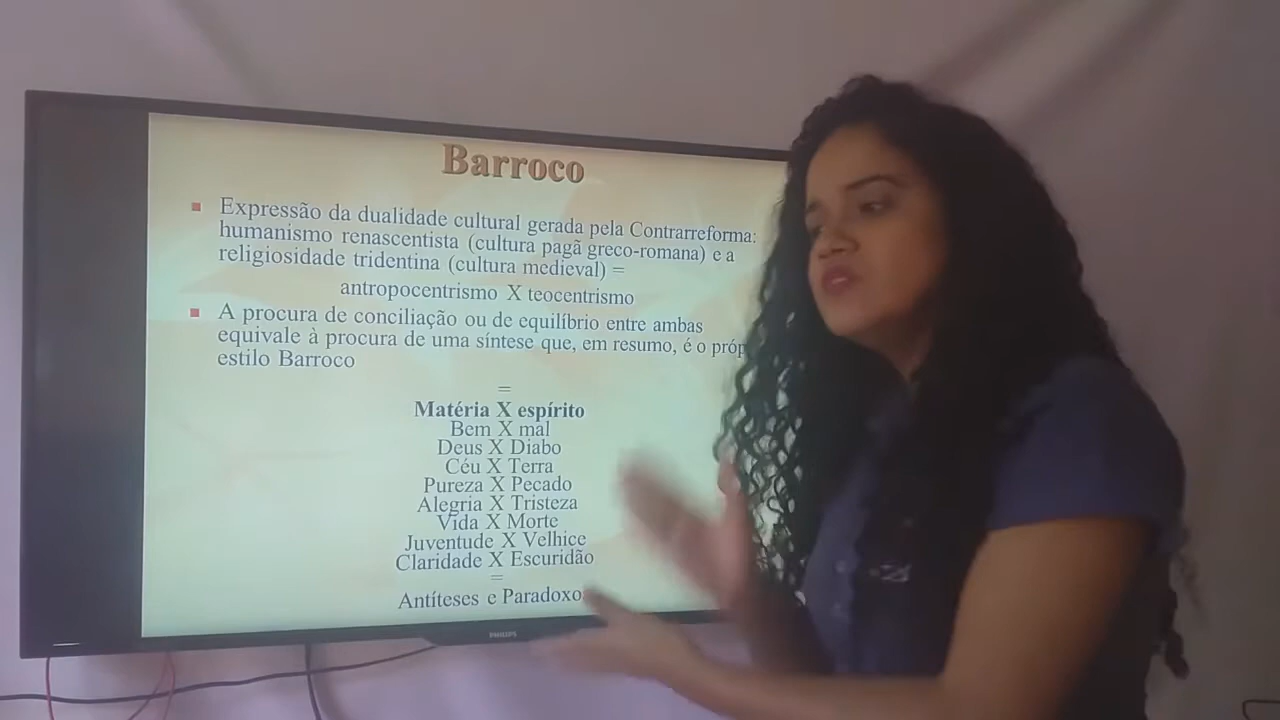 Barroco
Expressão da dualidade cultural gerada pela Contrarreforma:
humanismo renascentista (cultura pagã greco-romana) e a
religiosidade tridentina (cultura medieval) =
antropocentrismo X teocentrismo
A procura de conciliação ou de equilíbrio entre ambas
equivale à procura de uma síntese que, em resumo, é o próp
estilo Barroco
=
Matéria X espírito
Bem X mal
Deus X Diabo
Céu X Terra
Pureza X Pecado
Alegria X Tristeza
Vida X Morte
Juventude X Velhice
Claridade X Escuridão
=
Antíteses e Paradoxo
PHILIPS